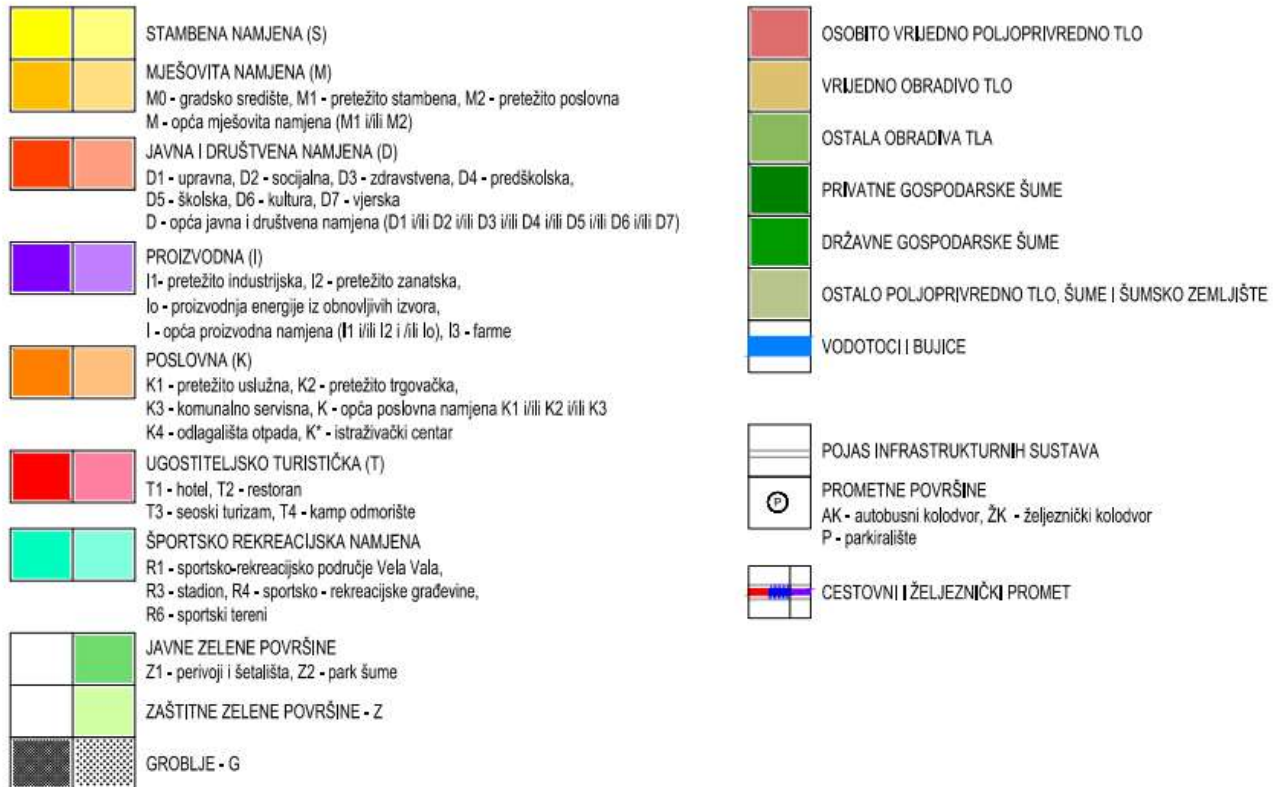 STAMBENA NAMJENA (S)
MJEŠOVITA NAMJENA (M)
M0 - gradsko središte, M1 - pretežito stambena, M2 - pretežito poslovna
M - opća mješovita namjena (M1 i/ili M2)
JAVNA I DRUŠTVENA NAMJENA (D)
D1 - upravna, D2 - socijalna, D3 - zdravstvena, D4 - predškolska,
D5 - školska, D6 - kultura, D7 - vjerska
D - opća javna i društvena namjena (D1 i/ili D2 i/ili D3 i/ili D4 i/ili D5 i/ili D6 i/ili D7)
PROIZVODNA (I)
I1- pretežito industrijska, I2 - pretežito zanatska,
Io - proizvodnja energije iz obnovljivih izvora,
I - opća proizvodna namjena (I1 i/ili I2 i /ili Io), I3 - farme
POSLOVNA (K)
K1 - pretežito uslužna, K2 - pretežito trgovačka,
K3 - komunalno servisna, K - opća poslovna namjena K1 i/ili K2 i/ili K3
K4 - odlagališta otpada, K* - istraživački centar
UGOSTITELJSKO TURISTIČKA (T)
T1 - hotel, T2 - restoran
T3 - seoski turizam, T4 - kamp odmorište
ŠPORTSKO REKREACIJSKA NAMJENA
R1 - sportsko-rekreacijsko područje Vela Vala,
R3 - stadion, R4 - sportsko - rekreacijske građevine,
R6 - sportski tereni
JAVNE ZELENE POVRŠINE
Z1 - perivoji i šetališta, Z2 - park šume
ZAŠTITNE ZELENE POVRŠINE - Z
GROBLJE - G
OSOBITO VRIJEDNO POLJOPRIVREDNO TLO
VRIJEDNO OBRADIVO TLO
OSTALA OBRADIVA TLA
PRIVATNE GOSPODARSKE ŠUME
DRŽAVNE GOSPODARSKE ŠUME
OSTALO POLJOPRIVREDNO TLO, ŠUME I ŠUMSKO ZEMLJIŠTE
VODOTOCI I BUJICE
POJAS INFRASTRUKTURNIH SUSTAVA
P
PROMETNE POVRŠINE
AK - autobusni kolodvor, ŽK - željeznički kolodvor
P - parkiralište
CESTOVNI I ŽELJEZNIČKI PROMET